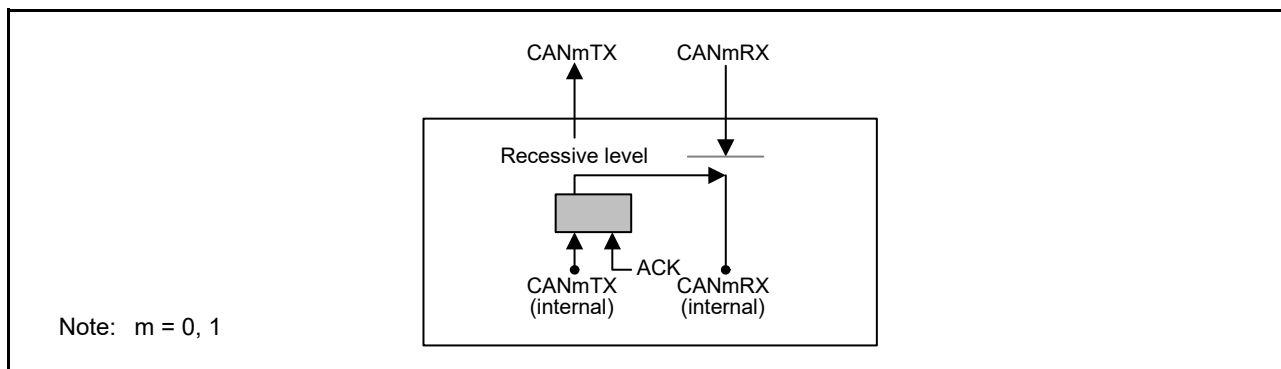 CANmTX CANmRX
Recessive level
ACK
CANmTX
(internal)
CANmRX
(internal)
Note: m = 0, 1